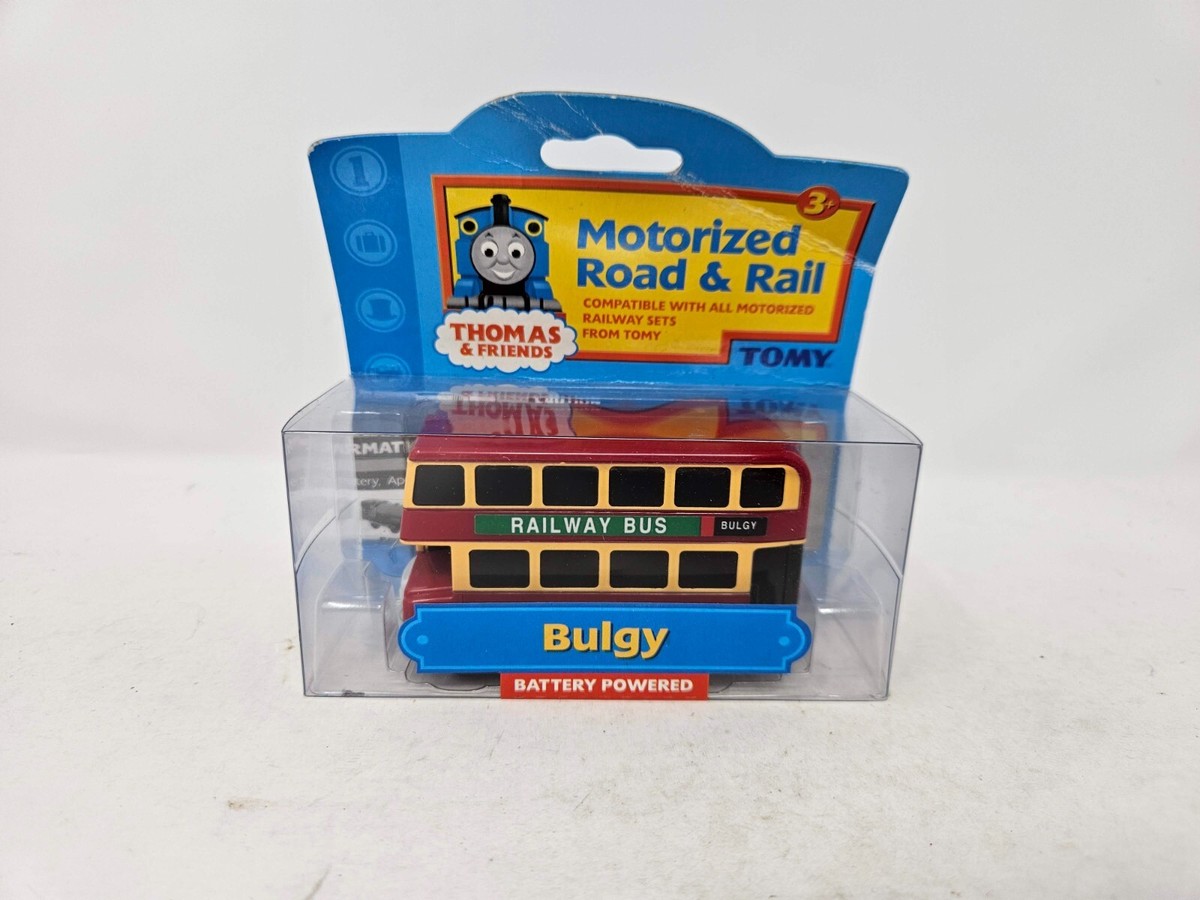 1
3+
Motorized
Road & Rail
COMPATIBLE WITH ALL MOTORIZED
RAILWAY SETS
FROM TOMY
THOMAS
& FRIENDS
TOMY
RAILWAY BUS
BULGY
Bulgy
BATTERY POWERED